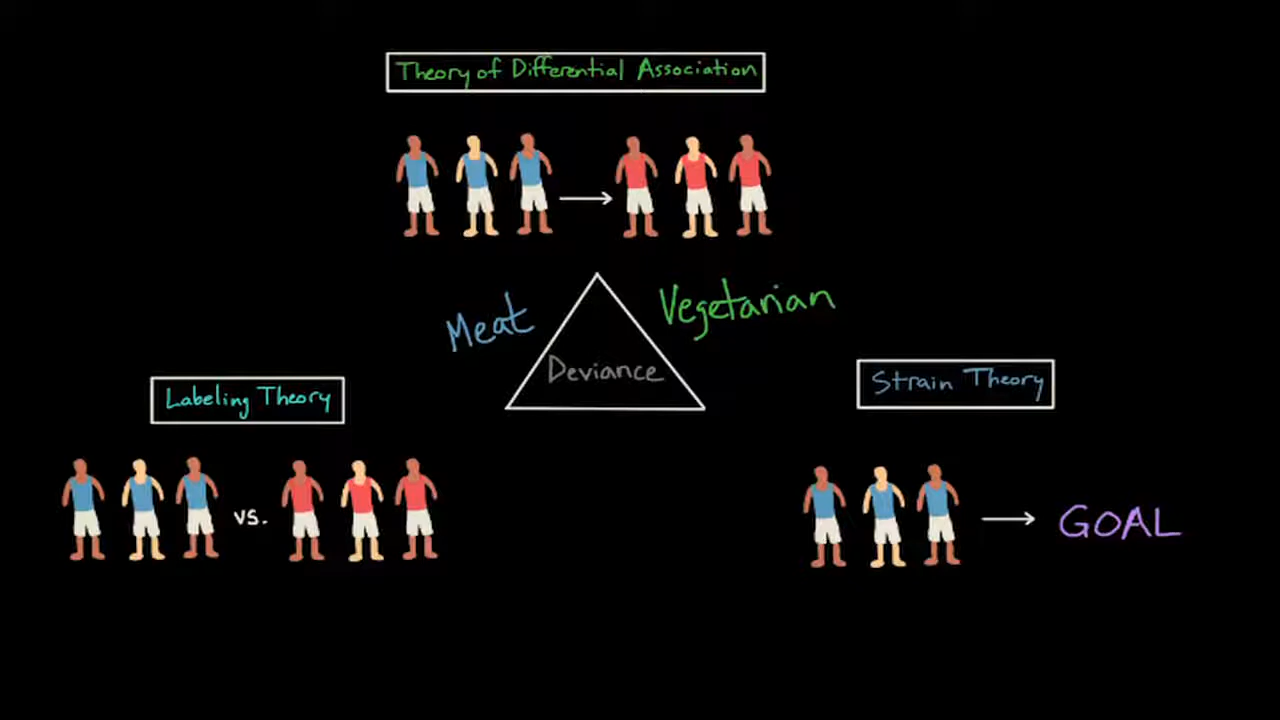 Theory of Differential Association
Meat
Vegetarian
Deviance
Labeling Theory
Strain Theory
vs.
GOAL